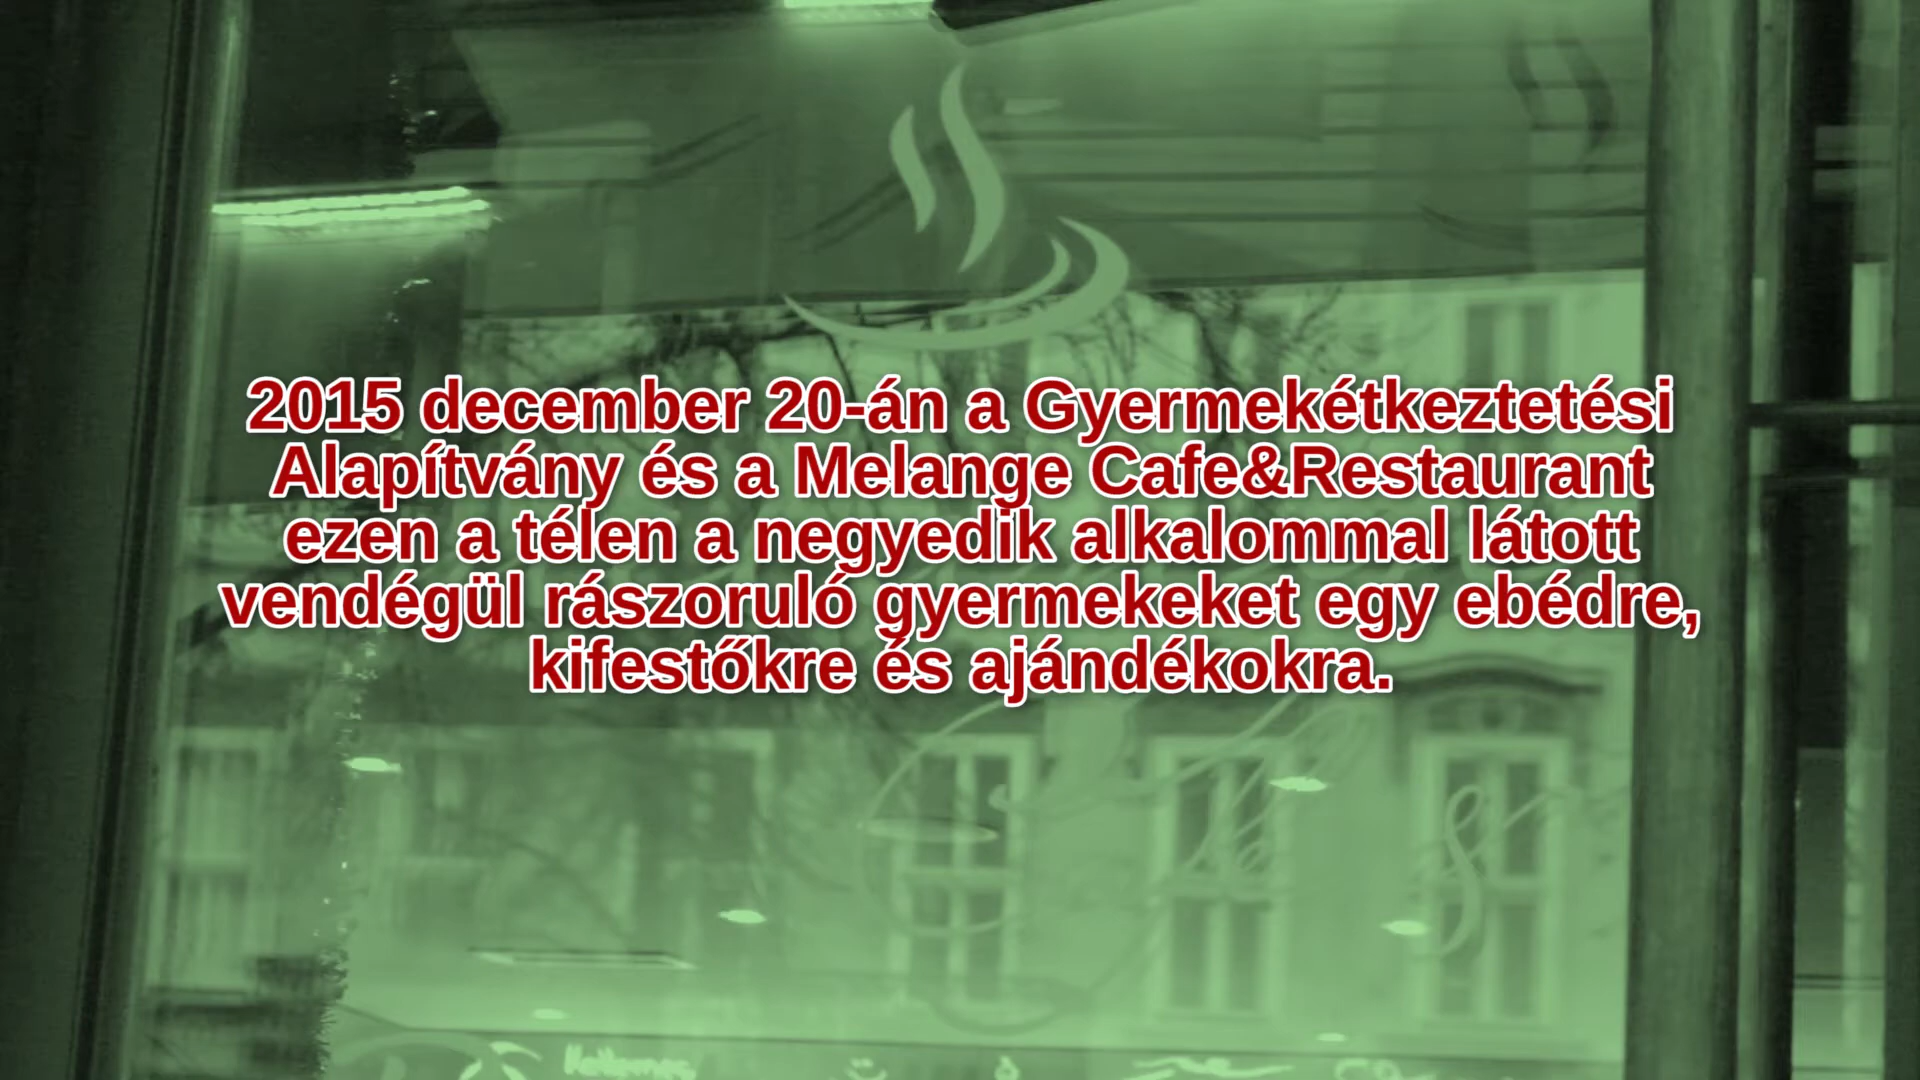 2015 december 20-án a Gyermekétkeztetési
Alapítvány és a Melange Cafe&Restaurant
ezen a télen a negyedik alkalommal látott
vendégül rászoruló gyermekeket egy ebédre,
kifestőkre és ajándékokra.